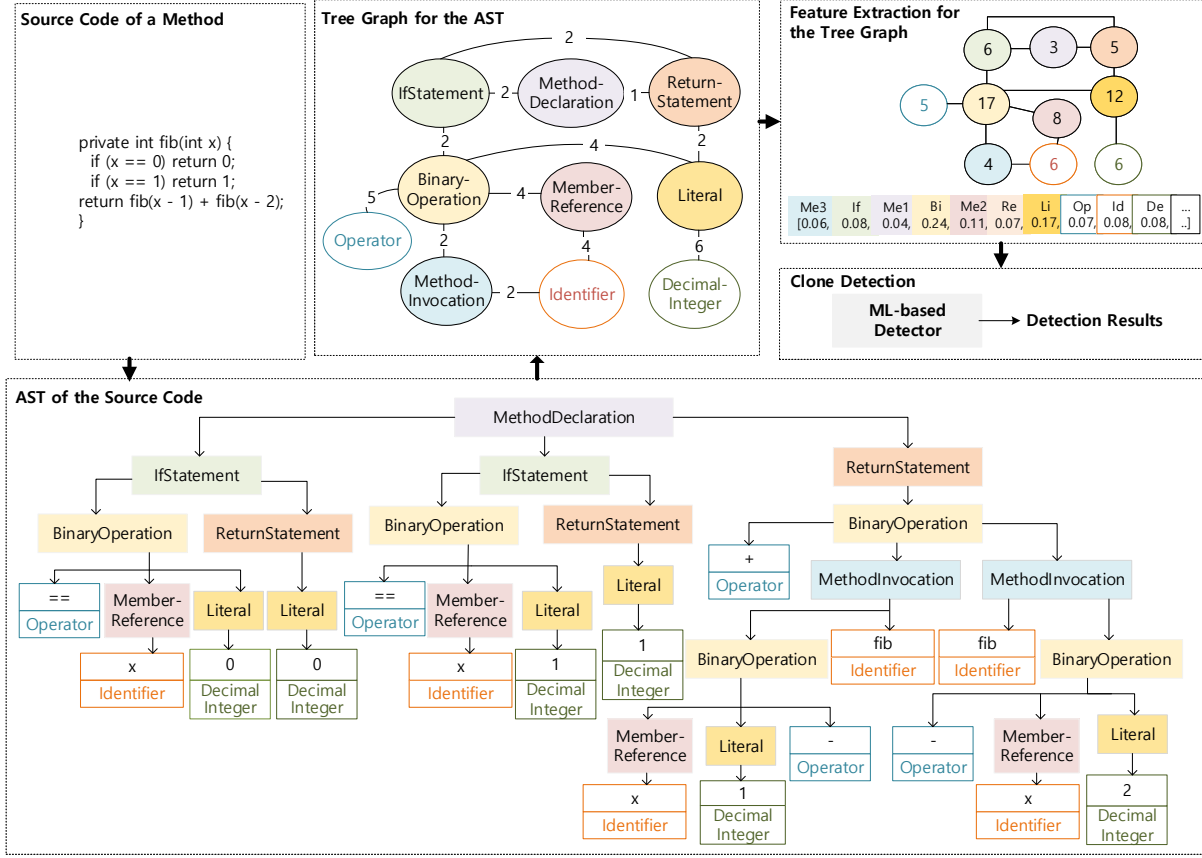 Source Code of a Method
private int fib(int x) {
if (x == 0) return 0;
if (x == 1) return 1;
return fib(x - 1) + fib(x - 2);
}
Tree Graph for the AST
2
IfStatement
2
Method-
Declaration
1
Return-
Statement
2
4
2
Binary-
Operation
4
Member-
Reference
Literal
5
Operator
2
4
6
Method-
Invocation
2
Identifier
Decimal-
Integer
Feature Extraction for
the Tree Graph
6
3
5
5
17
12
8
4
6
6
Me3 If Me1 Bi Me2 Re Li Op Id De ...
[0.06, 0.08, 0.04, 0.24, 0.11, 0.07, 0.17, 0.07, 0.08, 0.08, ..]
Clone Detection
ML-based
Detector
Detection Results
AST of the Source Code
MethodDeclaration
IfStatement
IfStatement
ReturnStatement
BinaryOperation
ReturnStatement
BinaryOperation
ReturnStatement
BinaryOperation
==
Operator
Member-
Reference
Literal
Literal
==
Operator
Member-
Reference
Literal
Literal
+
Operator
MethodInvocation
MethodInvocation
x
Identifier
0
Decimal
Integer
0
Decimal
Integer
x
Identifier
1
Decimal
Integer
1
Decimal
Integer
BinaryOperation
fib
Identifier
fib
Identifier
BinaryOperation
Member-
Reference
Literal
-
Operator
-
Operator
Member-
Reference
Literal
x
Identifier
1
Decimal
Integer
x
Identifier
2
Decimal
Integer